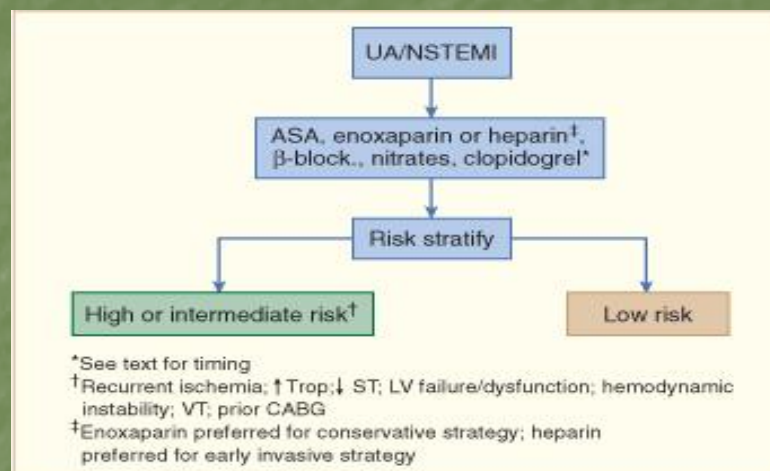 UA/NSTEMI
ASA, enoxaparin or heparin‡,
β-block., nitrates, clopidogrel*
Risk stratify
High or intermediate risk†
Low risk
*See text for timing
†Recurrent ischemia; ↑Trop;↓ ST; LV failure/dysfunction; hemodynamic
instability; VT; prior CABG
‡Enoxaparin preferred for conservative strategy; heparin
preferred for early invasive strategy